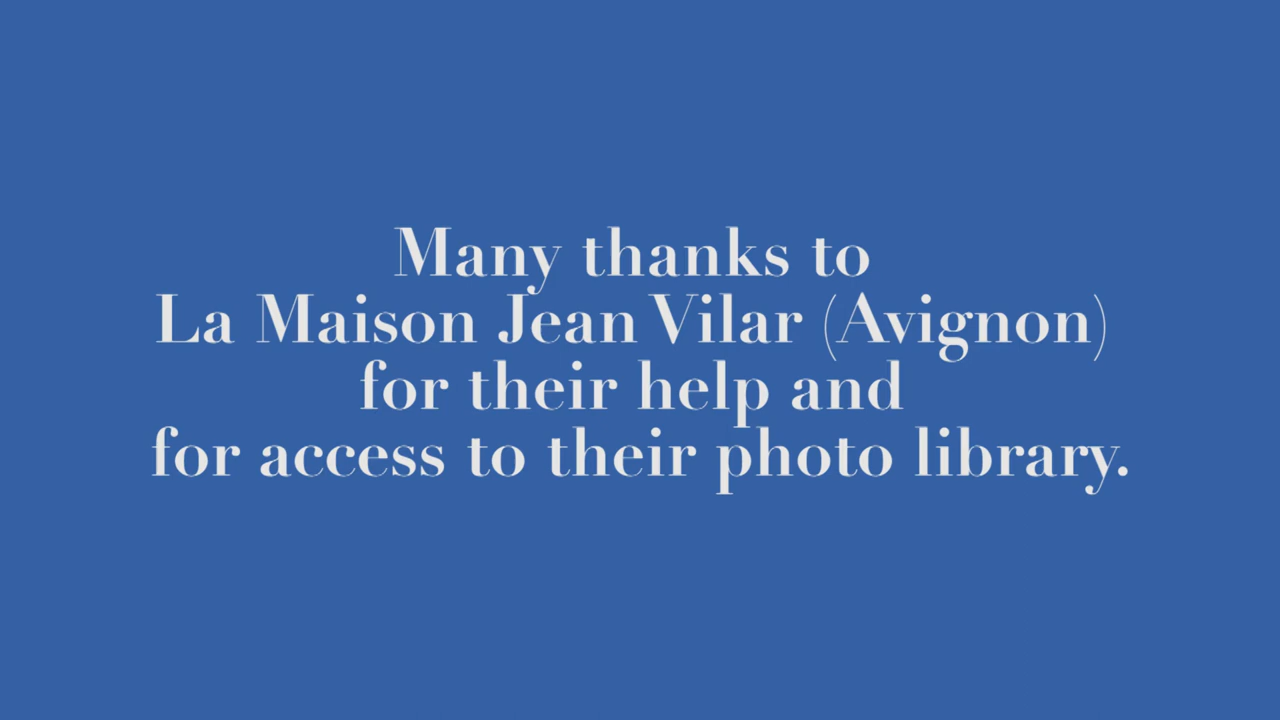 Many thanks to
La Maison Jean Vilar (Avignon)
for their help and
for access to their photo library.